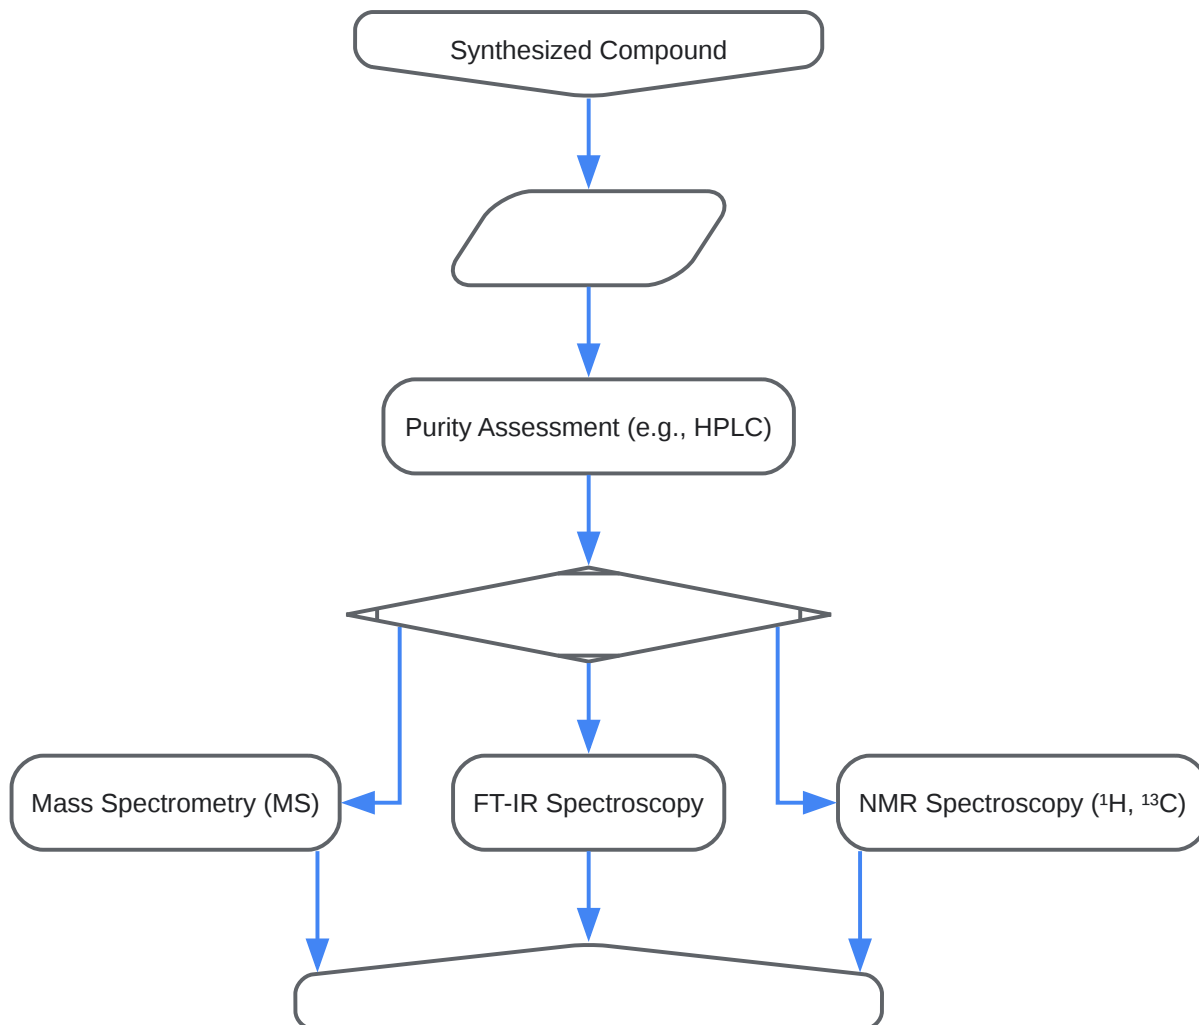 Synthesized Compound
Purity Assessment (e.g., HPLC)
Mass Spectrometry (MS)
FT-IR Spectroscopy
NMR Spectroscopy (¹H, ¹³C)